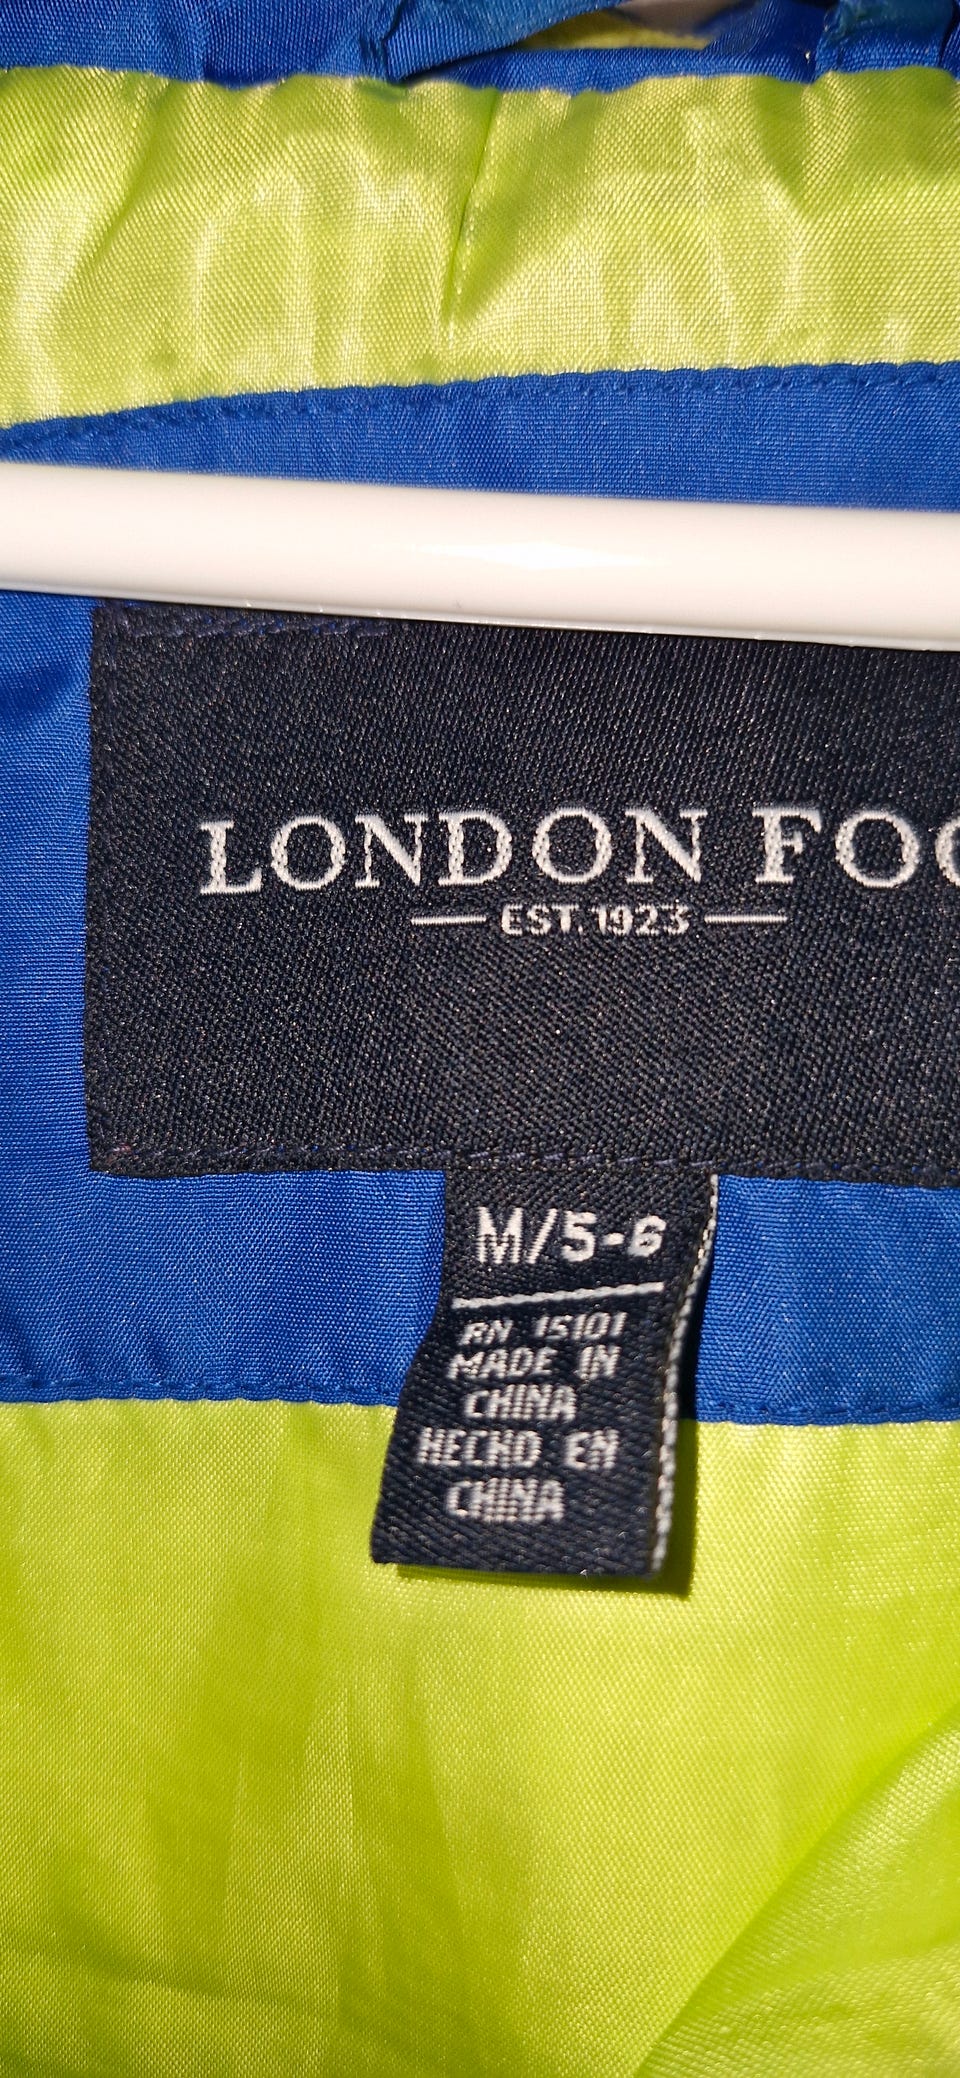 LONDON FO
EST. 1923
M/5-6
RN 15101
MADE IN
CHINA
HECHO EN
CHINA